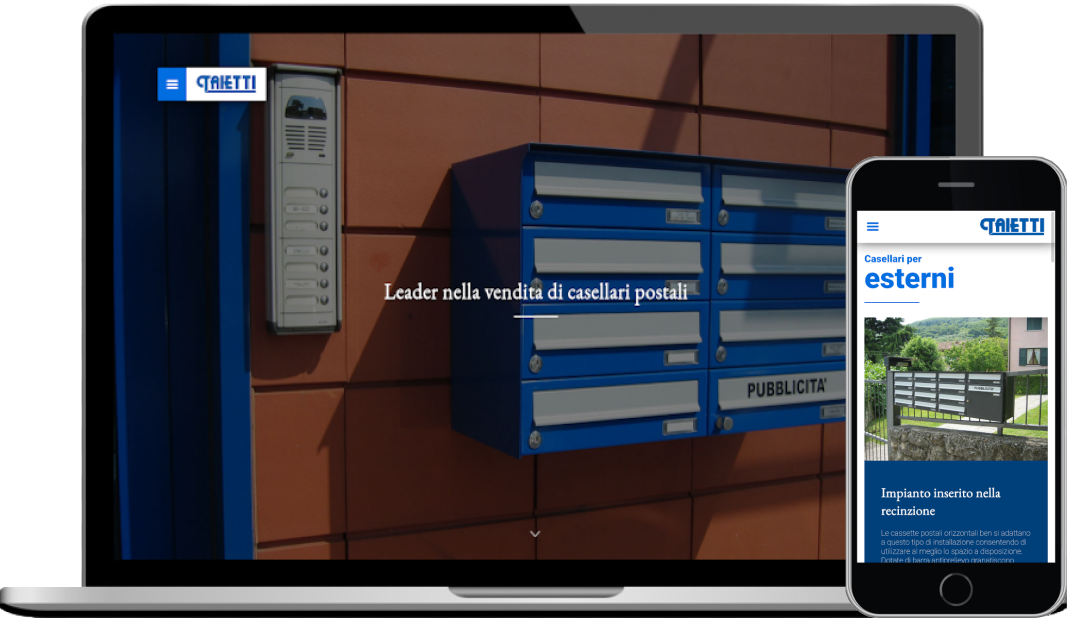 TAIETTI
Leader nella vendita di casellari postali
PUBBLICITA'
TAIETTI
Casellari per
esterni
Impianto inserito nella
recinzione
Le cassette postali orizzontali ben si adattano
a questo tipo di installazione consentendo di
utilizzare al meglio lo spazio a disposizione.
Dotate di barra antiprelievo garantiscono